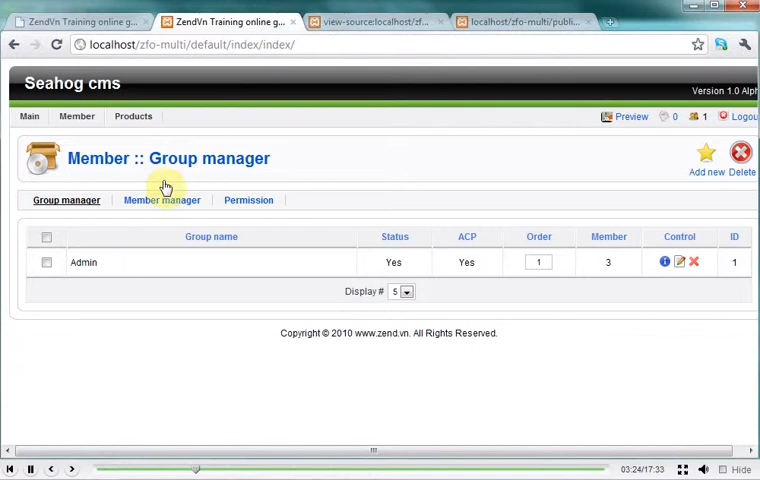 ZendVn Training online g...
ZendVn Training online g...
view-source:localhost/zf...
localhost/zfo-multi/publ...
localhost/zfo-multi/default/index/index/
Seahog cms
Version 1.0 Alph
Main Member Products
Preview 0 1 Logou
Member :: Group manager
Add new Delete
Group manager Member manager Permission
Group name Status ACP Order Member Control ID
Admin Yes Yes 1 3 1
Display # 5
Copyright © 2010 www.zend.vn. All Rights Reserved.
03:24/17:33 Hide